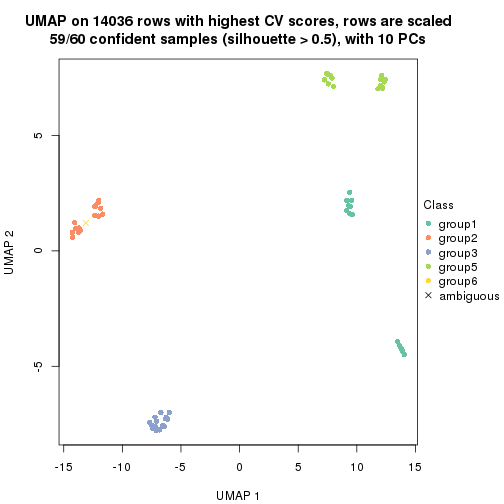 UMAP on 14036 rows with highest CV scores, rows are scaled
59/60 confident samples (silhouette > 0.5), with 10 PCs
5
0
-5
UMAP 2
-15
-10
-5
0
5
10
15
UMAP 1
Class
group1
group2
group3
group5
group6
ambiguous